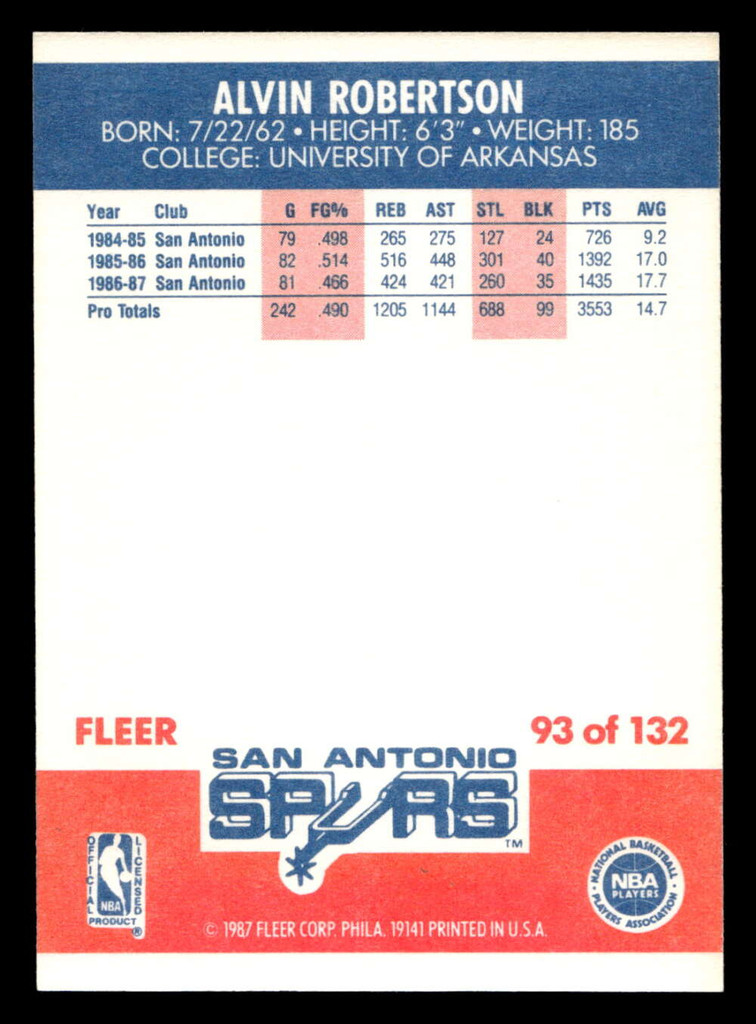 ALVIN ROBERTSON
BORN: 7/22/62 • HEIGHT: 6'3" • WEIGHT: 185
COLLEGE: UNIVERSITY OF ARKANSAS
Year Club G FG% REB AST STL BLK PTS AVG
1984-85 San Antonio 79 .498 265 275 127 24 726 9.2
1985-86 San Antonio 82 .514 516 448 301 40 1392 17.0
1986-87 San Antonio 81 .466 424 421 260 35 1435 17.7
Pro Totals 242 .490 1205 1144 688 99 3553 14.7
FLEER
93 of 132
SAN ANTONIO
SPURS
TM
OFFICIAL
LICENSED
NBA
PRODUCT
®
NATIONAL BASKETBALL
NBA
PLAYERS
PLAYERS ASSOCIATION
© 1987 FLEER CORP. PHILA. 19141 PRINTED IN U.S.A.